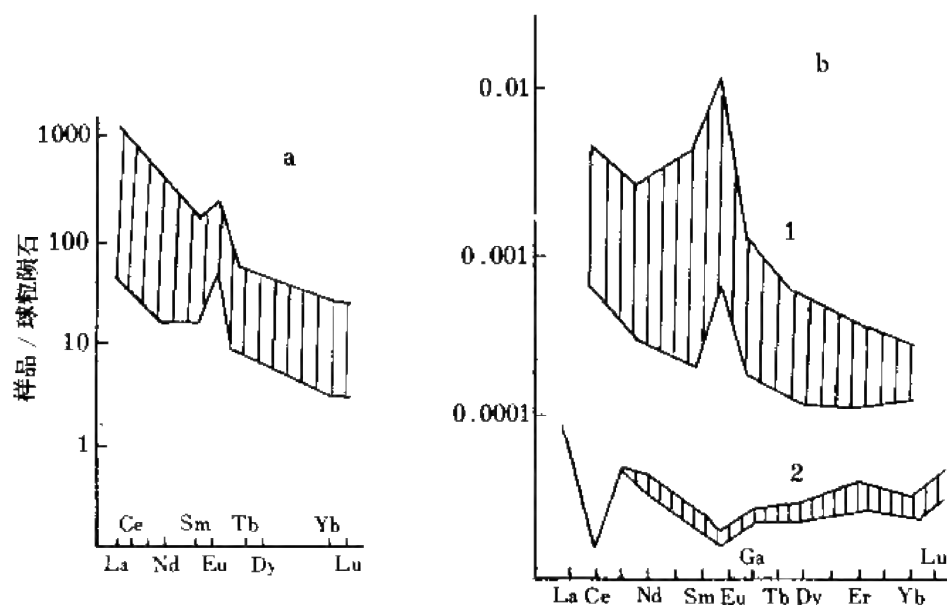 样品 / 球粒陨石
1000
100
10
1
a
Ce Sm Tb Yb
La Nd Eu Dy Lu
b
0.01
0.001
0.0001
1
2
Ga Lu
La Ce Nd Sm Eu Tb Dy Er Yb